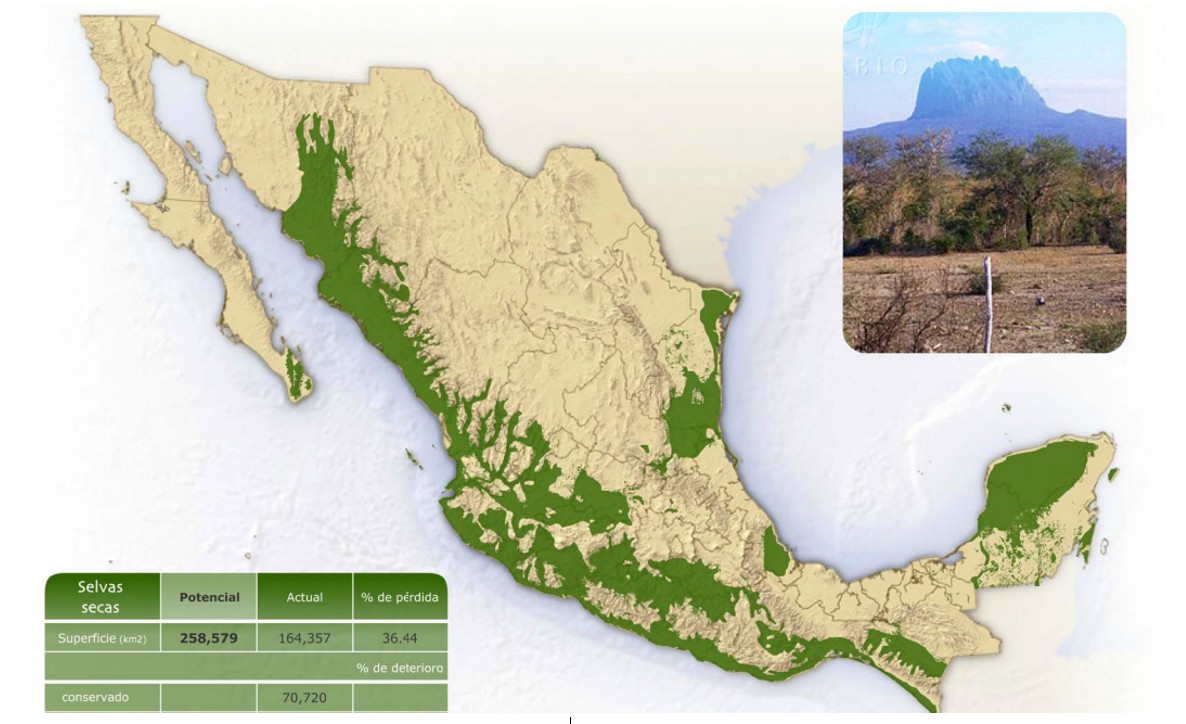 BIO
Selvas
secas
Potencial
Actual
% de pérdida
Superficie (km2)
258,579
164,357
36.44
% de deterioro
conservado
70,720